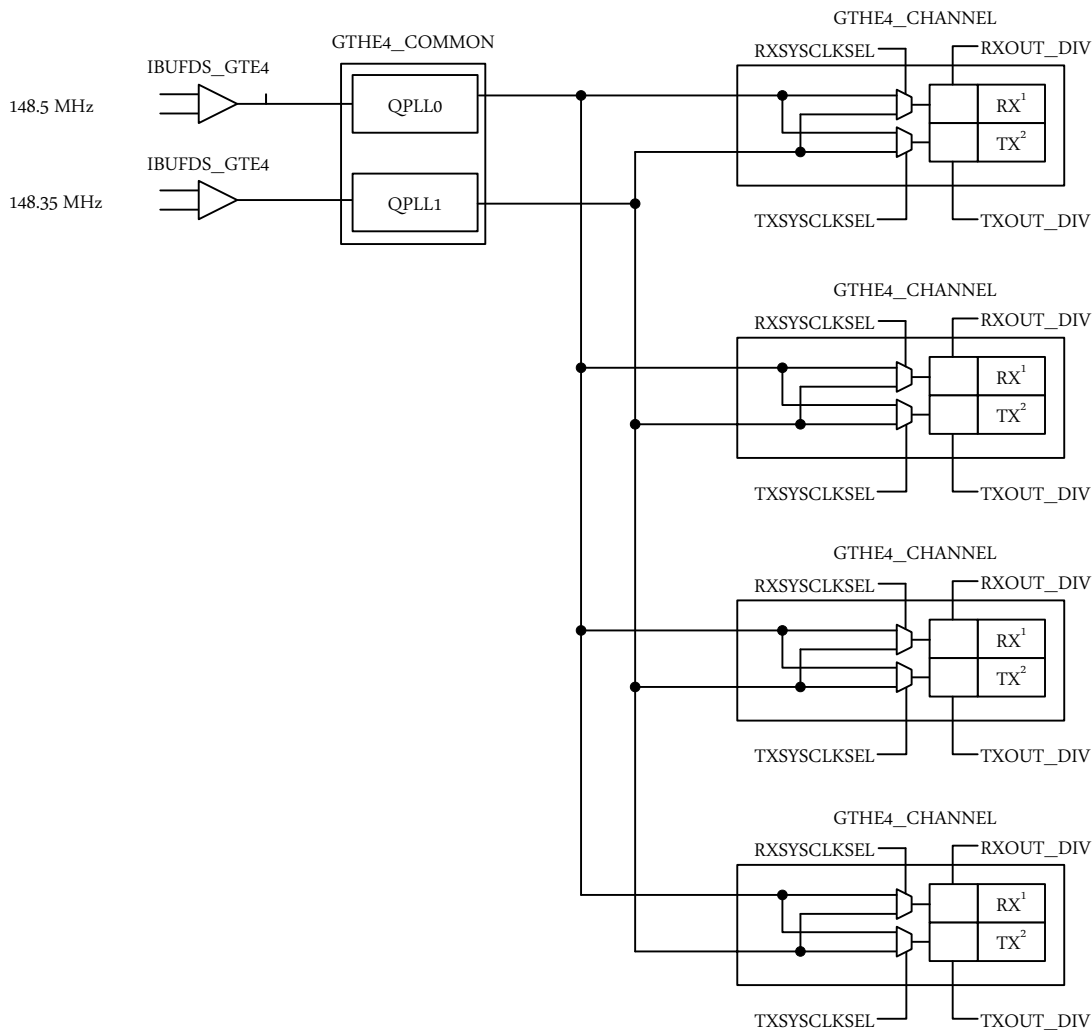 GTHE4_CHANNEL
GTHE4_COMMON
RXSYSCLKSEL
RXOUT_DIV
IBUFDS_GTE4
148.5 MHz
QPLL0
RX¹
TX²
IBUFDS_GTE4
148.35 MHz
QPLL1
TXSYSCLKSEL
TXOUT_DIV
GTHE4_CHANNEL
RXSYSCLKSEL
RXOUT_DIV
RX¹
TX²
TXSYSCLKSEL
TXOUT_DIV
GTHE4_CHANNEL
RXSYSCLKSEL
RXOUT_DIV
RX¹
TX²
TXSYSCLKSEL
TXOUT_DIV
GTHE4_CHANNEL
RXSYSCLKSEL
RXOUT_DIV
RX¹
TX²
TXSYSCLKSEL
TXOUT_DIV